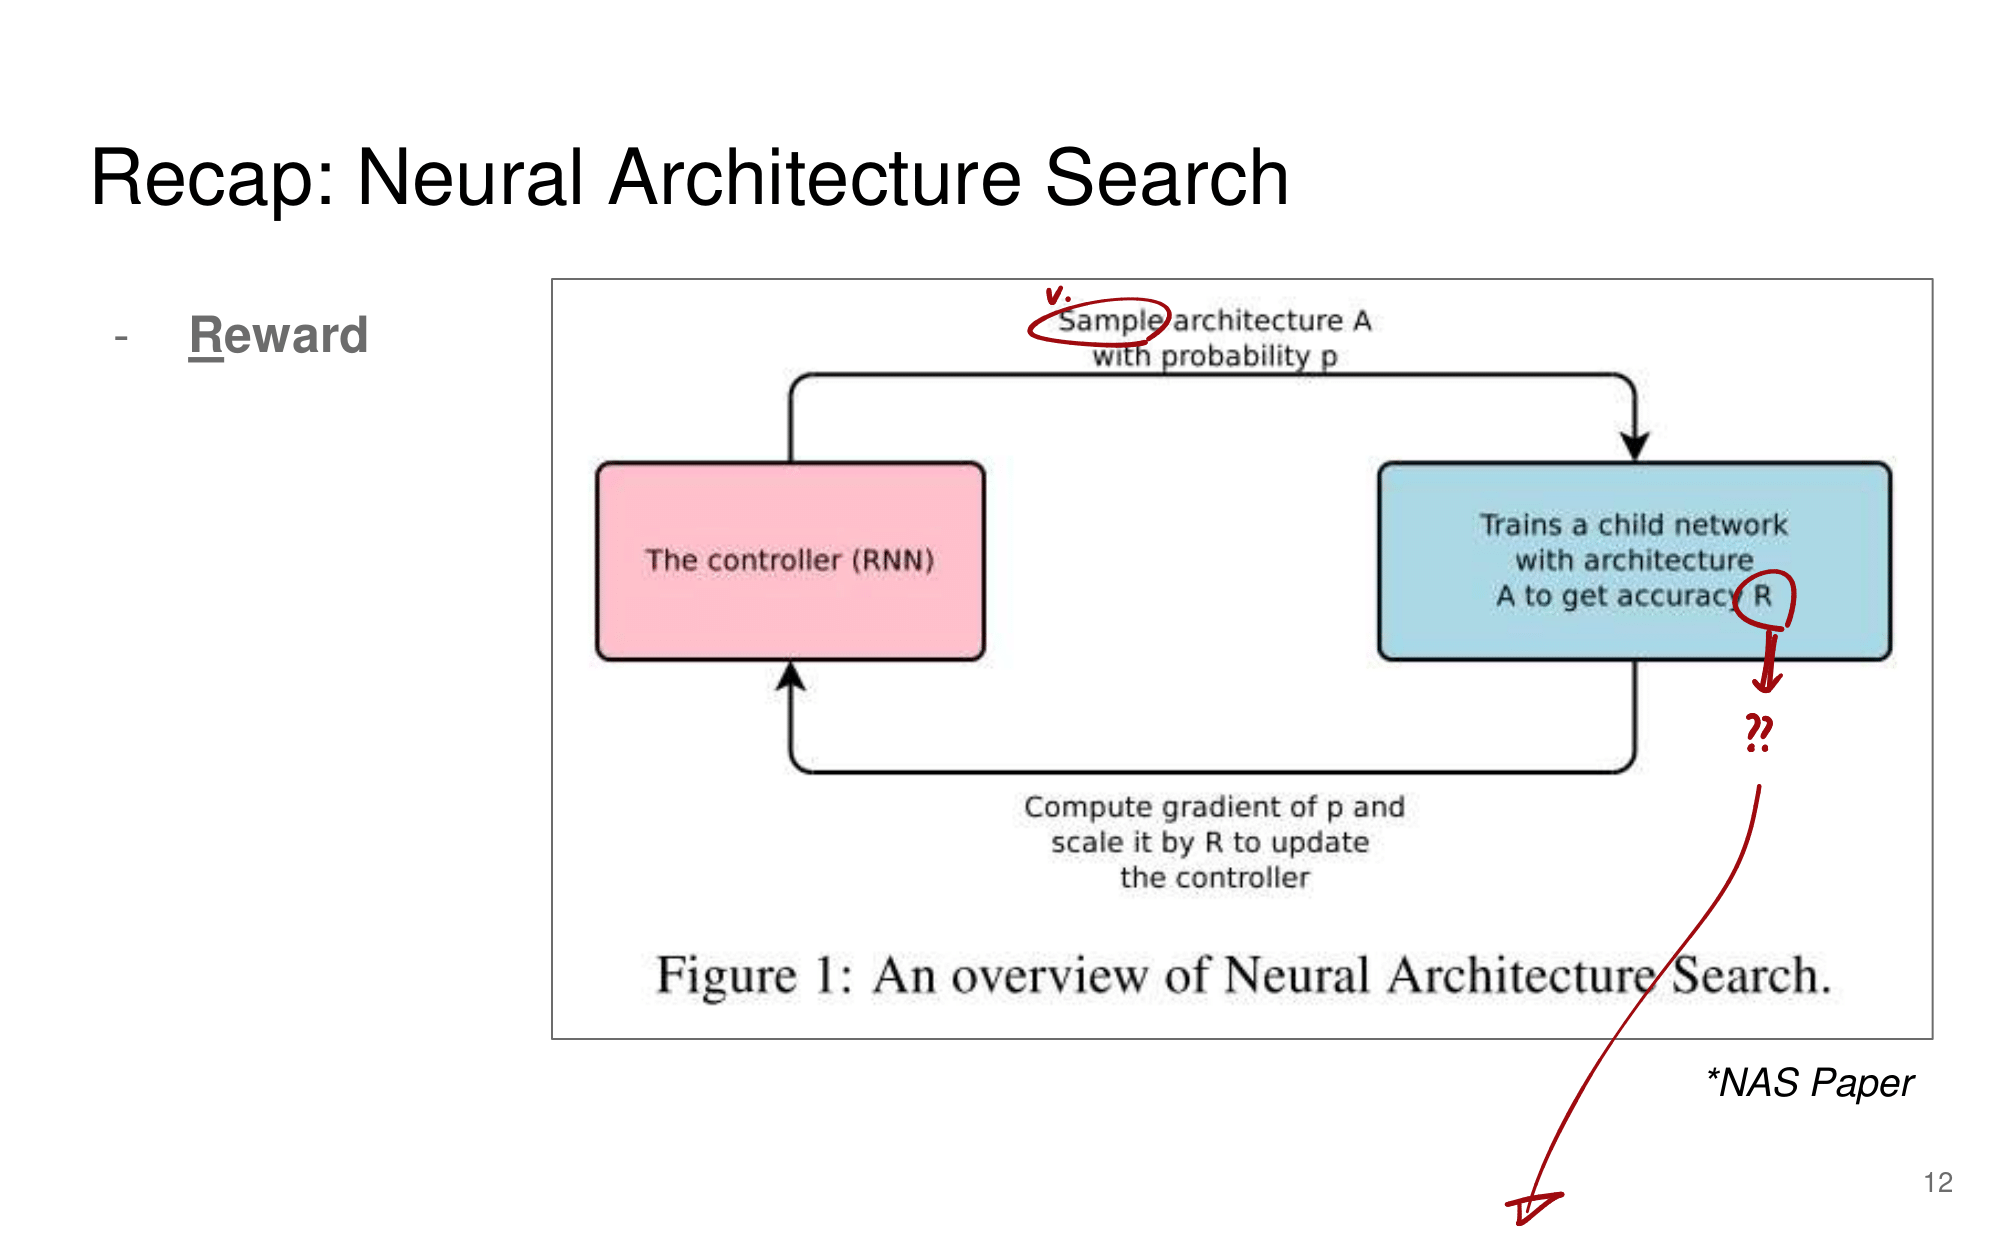 Recap: Neural Architecture Search
- Reward
v.
Sample architecture A
with probability p
The controller (RNN)
Trains a child network
with architecture
A to get accuracy R
??
Compute gradient of p and
scale it by R to update
the controller
Figure 1: An overview of Neural Architecture Search.
*NAS Paper
12